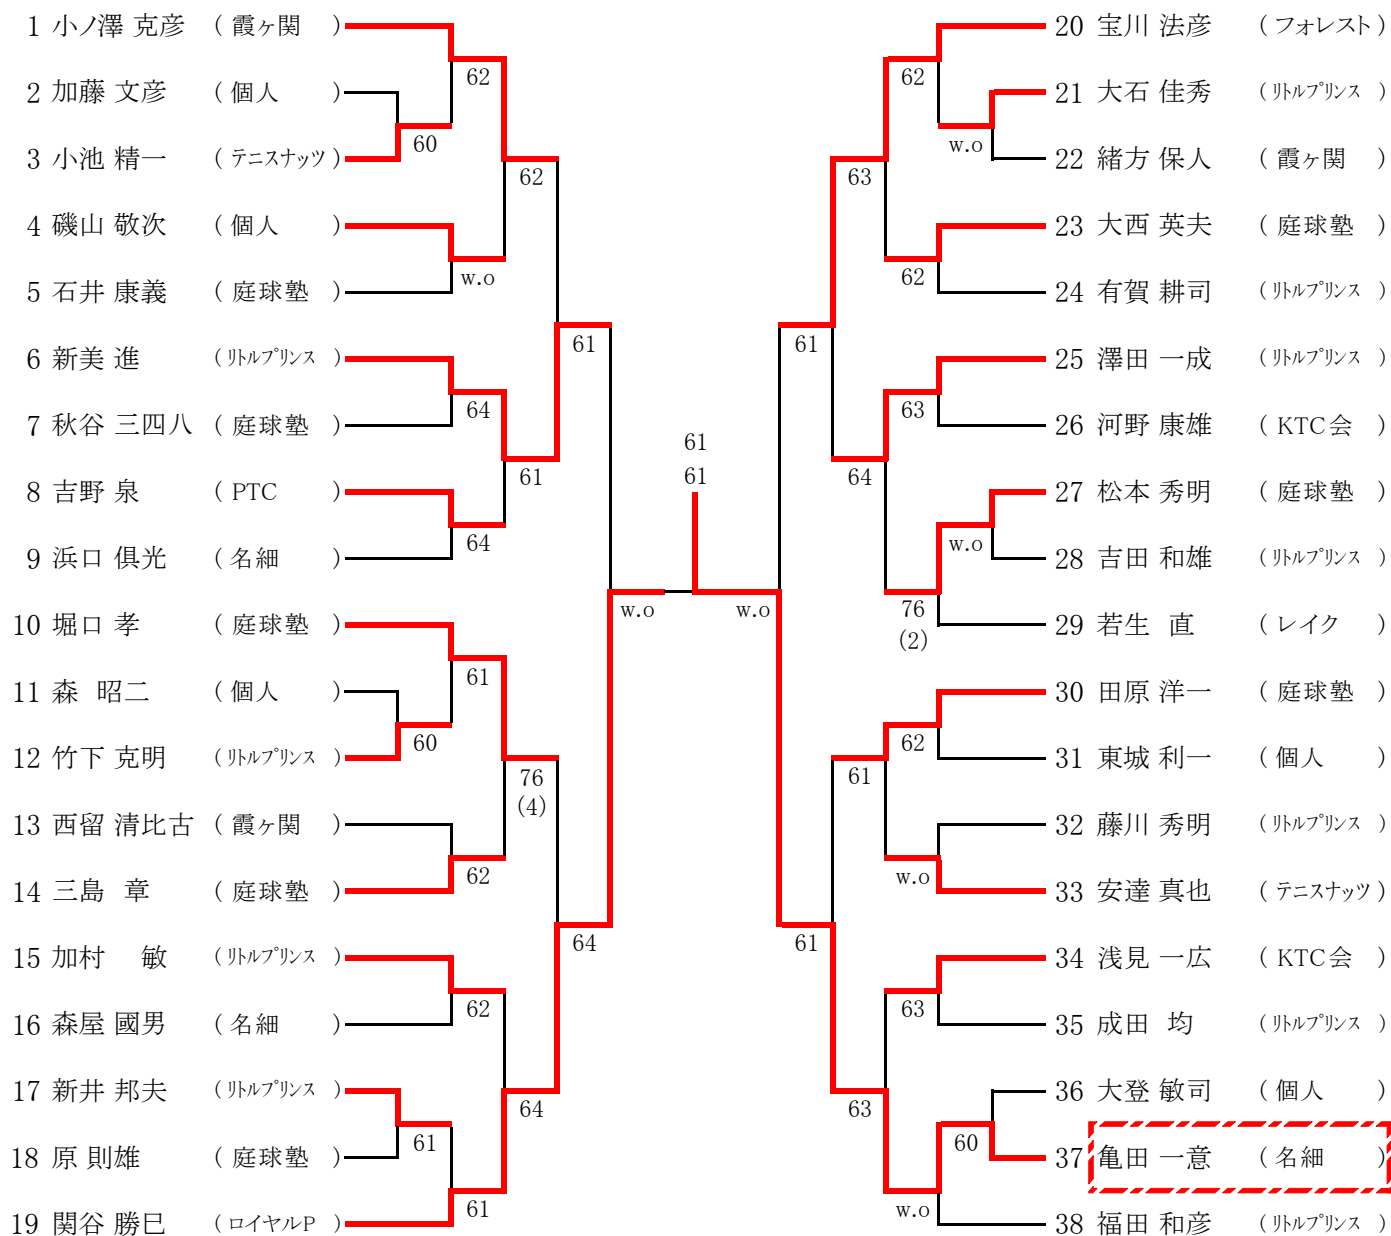 1 小ノ澤 克彦 ( 霞ヶ関 )
62
2 加藤 文彦 ( 個人 )
60
3 小池 精一 ( テニスナッツ )
62
4 磯山 敬次 ( 個人 )
w.o
5 石井 康義 ( 庭球塾 )
61
6 新美 進 ( リトルプリンス )
64
7 秋谷 三四八 ( 庭球塾 )
61
8 吉野 泉 ( PTC )
64
9 浜口 倶光 ( 名細 )
w.o
10 堀口 孝 ( 庭球塾 )
61
11 森 昭二 ( 個人 )
60
12 竹下 克明 ( リトルプリンス )
76
(4)
13 西留 清比古 ( 霞ヶ関 )
62
14 三島 章 ( 庭球塾 )
64
15 加村 敏 ( リトルプリンス )
62
16 森屋 國男 ( 名細 )
17 新井 邦夫 ( リトルプリンス )
64
61
18 原 則雄 ( 庭球塾 )
61
19 関谷 勝巳 ( ロイヤルP )
61
61
20 宝川 法彦 ( フォレスト )
62
21 大石 佳秀 ( リトルプリンス )
w.o
22 緒方 保人 ( 霞ヶ関 )
63
23 大西 英夫 ( 庭球塾 )
62
24 有賀 耕司 ( リトルプリンス )
61
25 澤田 一成 ( リトルプリンス )
63
26 河野 康雄 ( KTC会 )
64
27 松本 秀明 ( 庭球塾 )
w.o
28 吉田 和雄 ( リトルプリンス )
76
(2)
w.o
29 若生 直 ( レイク )
30 田原 洋一 ( 庭球塾 )
62
31 東城 利一 ( 個人 )
61
32 藤川 秀明 ( リトルプリンス )
w.o
33 安達 真也 ( テニスナッツ )
61
34 浅見 一広 ( KTC会 )
63
35 成田 均 ( リトルプリンス )
36 大登 敏司 ( 個人 )
63
60
37 亀田 一意 ( 名細 )
w.o
38 福田 和彦 ( リトルプリンス )